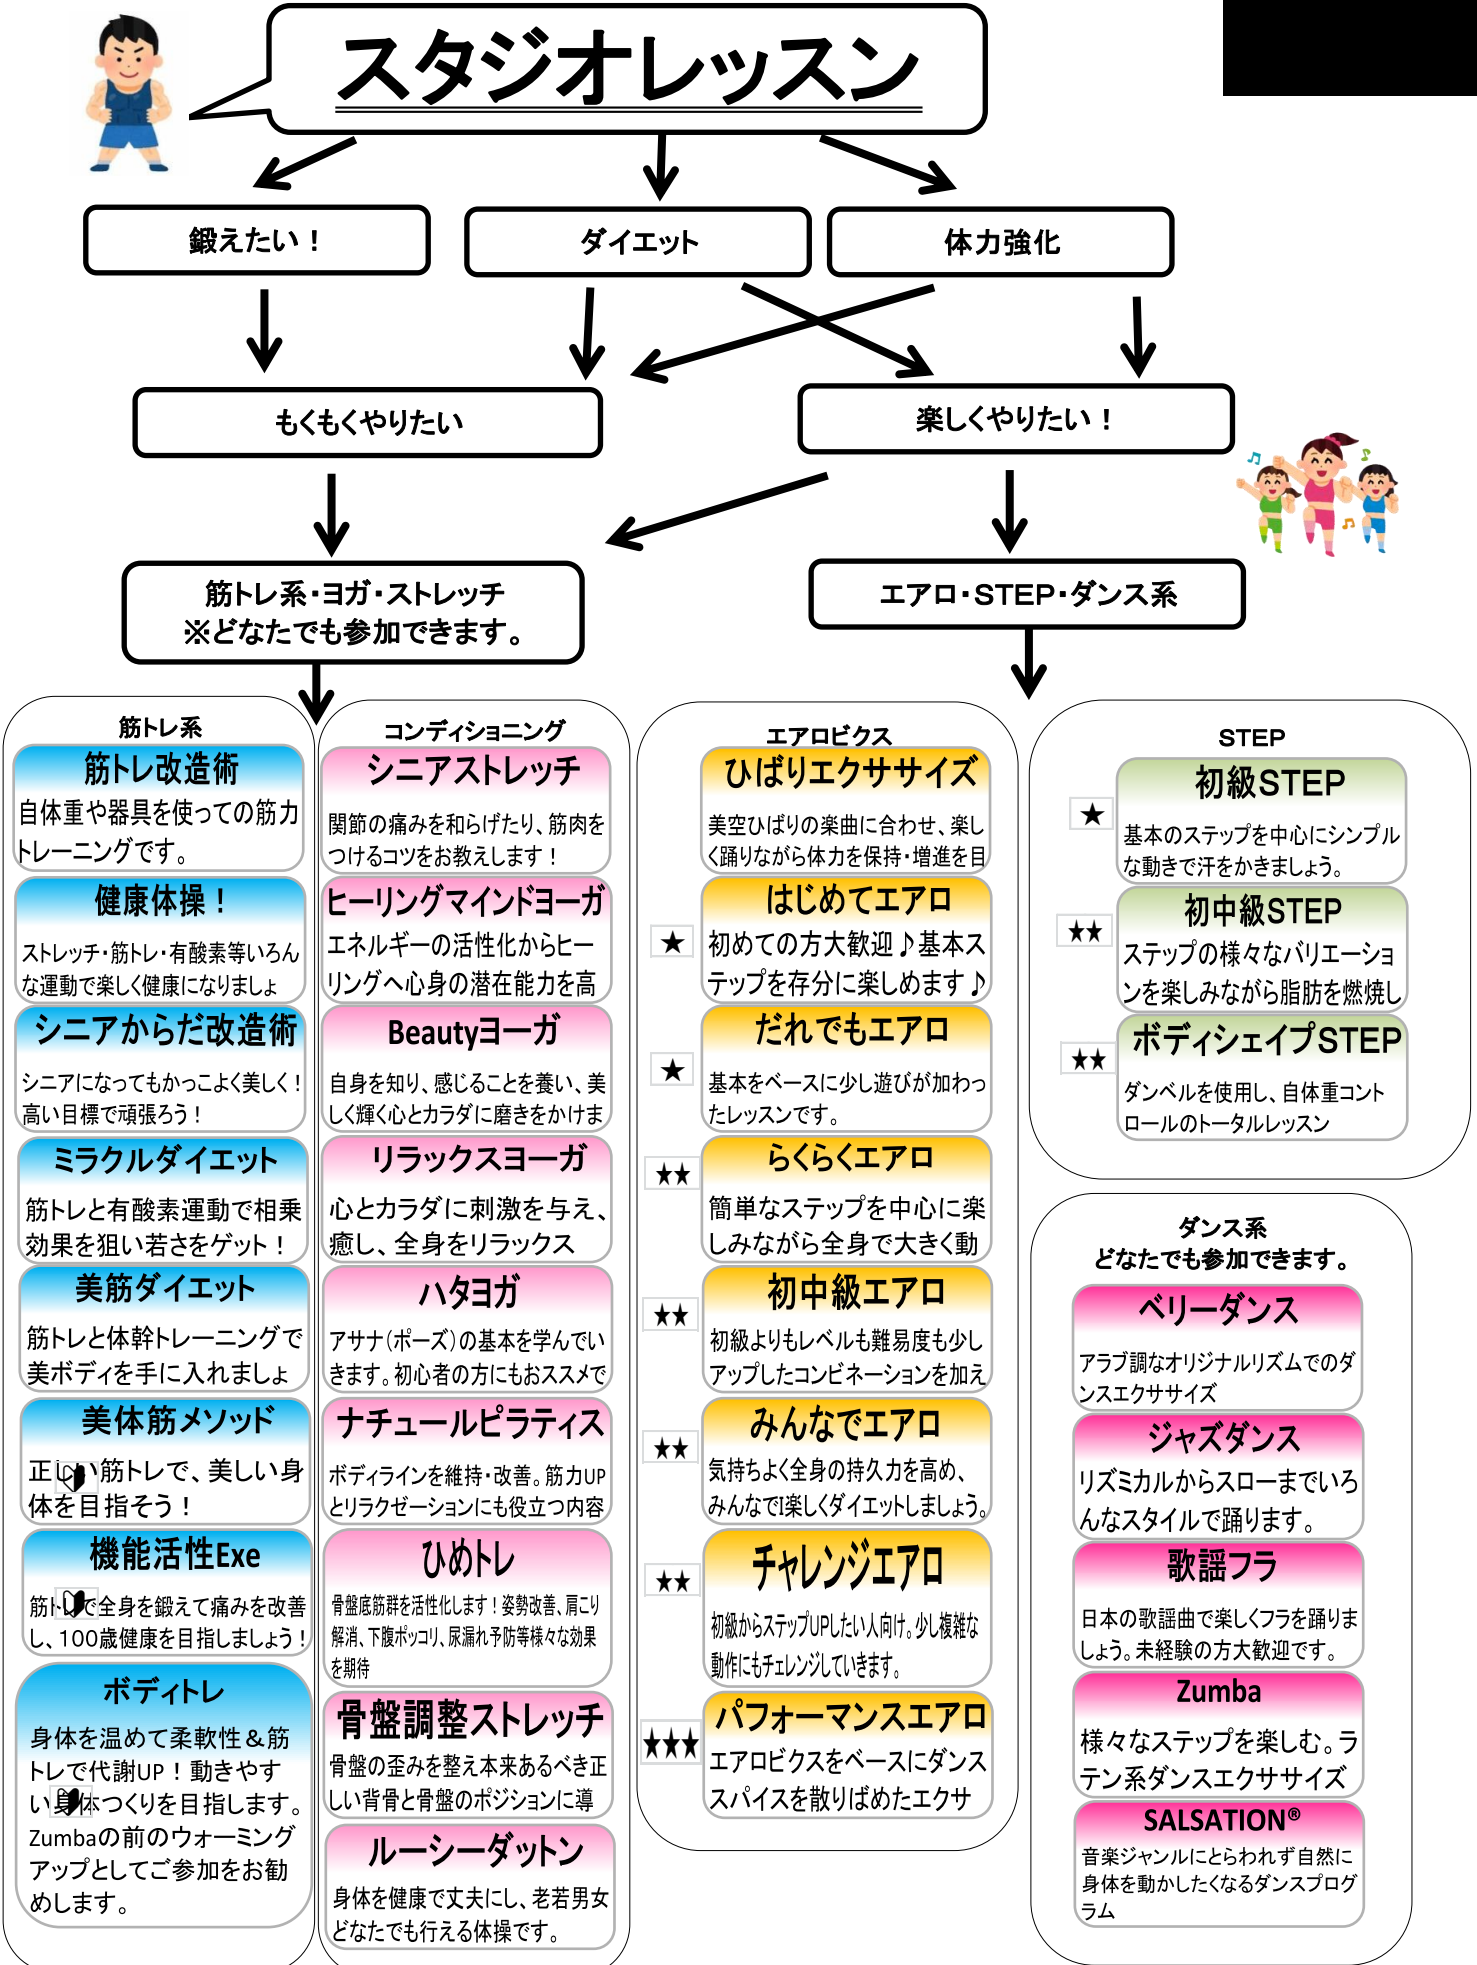 スタジオレッスン
鍛えたい！
ダイエット
体力強化
もくもくやりたい
楽しくやりたい！
筋トレ系・ヨガ・ストレッチ
※どなたでも参加できます。
エアロ・STEP・ダンス系
筋トレ系
筋トレ改造術
自体重や器具を使っての筋力
トレーニングです。
健康体操！
ストレッチ・筋トレ・有酸素等いろん
な運動で楽しく健康になりましょ
シニアからだ改造術
シニアになってもかっこよく美しく！
高い目標で頑張ろう！
ミラクルダイエット
筋トレと有酸素運動で相乗
効果を狙い若さをゲット！
美筋ダイエット
筋トレと体幹トレーニングで
美ボディを手に入れましょ
美体筋メソッド
正しい筋トレで、美しい身
体を目指そう！
機能活性Exe
筋トレで全身を鍛えて痛みを改善
し、100歳健康を目指しましょう！
ボディトレ
身体を温めて柔軟性＆筋
トレで代謝UP！動きやす
い身体つくりを目指します。
Zumbaの前のウォーミング
アップとしてご参加をお勧
めします。
コンディショニング
シニアストレッチ
関節の痛みを和らげたり、筋肉を
つけるコツをお教えします！
ヒーリングマインドヨーガ
エネルギーの活性化からヒー
リングへ心身の潜在能力を高
Beautyヨーガ
自身を知り、感じることを養い、美
しく輝く心とカラダに磨きをかけま
リラックスヨーガ
心とカラダに刺激を与え、
癒し、全身をリラックス
ハタヨガ
アサナ（ポーズ）の基本を学んでい
きます。初心者の方にもおススメで
ナチュールピラティス
ボディラインを維持・改善。筋力UP
とリラクゼーションにも役立つ内容
ひめトレ
骨盤底筋群を活性化します！姿勢改善、肩こり
解消、下腹ポッコリ、尿漏れ予防等様々な効果
を期待
骨盤調整ストレッチ
骨盤の歪みを整え本来あるべき正
しい背骨と骨盤のポジションに導
ルーシーダットン
身体を健康で丈夫にし、老若男女
どなたでも行える体操です。
エアロビクス
ひばりエクササイズ
美空ひばりの楽曲に合わせ、楽し
く踊りながら体力を保持・増進を目
はじめてエアロ
★
初めての方大歓迎♪基本ス
テップを存分に楽しめます♪
だれでもエアロ
★
基本をベースに少し遊びが加わっ
たレッスンです。
らくらくエアロ
★★
簡単なステップを中心に楽
しみながら全身で大きく動
初中級エアロ
★★
初級よりもレベルも難易度も少し
アップしたコンビネーションを加え
みんなでエアロ
★★
気持ちよく全身の持久力を高め、
みんなでI楽しくダイエットしましょう。
チャレンジエアロ
★★
初級からステップUPしたい人向け。少し複雑な
動作にもチェレンジしていきます。
パフォーマンスエアロ
★★★
エアロビクスをベースにダンス
スパイスを散りばめたエクサ
STEP
初級STEP
★
基本のステップを中心にシンプル
な動きで汗をかきましょう。
初中級STEP
★★
ステップの様々なバリエーショ
ンを楽しみながら脂肪を燃焼し
ボディシェイプSTEP
★★
ダンベルを使用し、自体重コント
ロールのトータルレッスン
ダンス系
どなたでも参加できます。
ベリーダンス
アラブ調なオリジナルリズムでのダ
ンスエクササイズ
ジャズダンス
リズミカルからスローまでいろ
んなスタイルで踊ります。
歌謡フラ
日本の歌謡曲で楽しくフラを踊りま
しょう。未経験の方大歓迎です。
Zumba
様々なステップを楽しむ。ラ
テン系ダンスエクササイズ
SALSATION®
音楽ジャンルにとらわれず自然に
身体を動かしたくなるダンスプログ
ラム